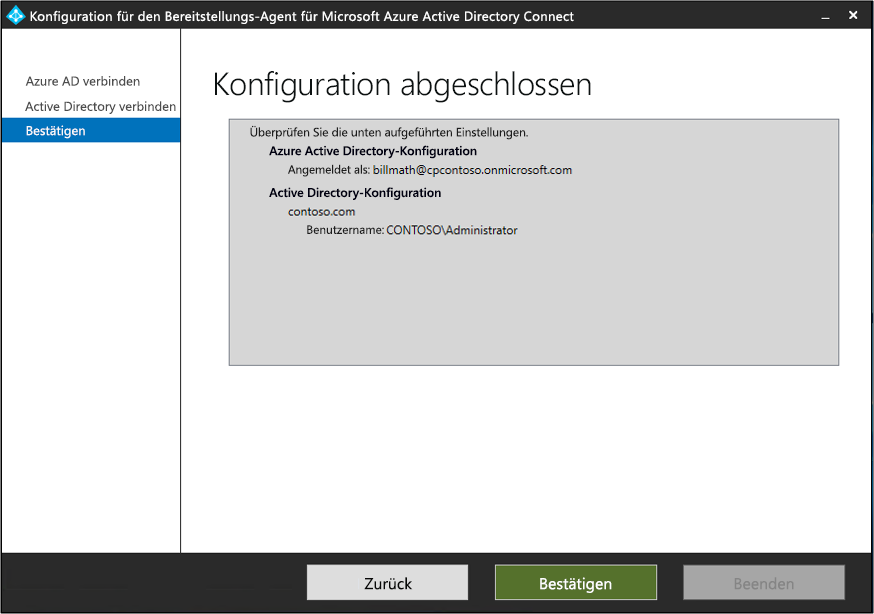 Konfiguration für den Bereitstellungs-Agent für Microsoft Azure Active Directory Connect
Azure AD verbinden
Active Directory verbinden
Bestätigen
Konfiguration abgeschlossen
Überprüfen Sie die unten aufgeführten Einstellungen.
Azure Active Directory-Konfiguration
Angemeldet als: billmath@cpcontoso.onmicrosoft.com
Active Directory-Konfiguration
contoso.com
Benutzername: CONTOSO\Administrator
Zurück
Bestätigen
Beenden